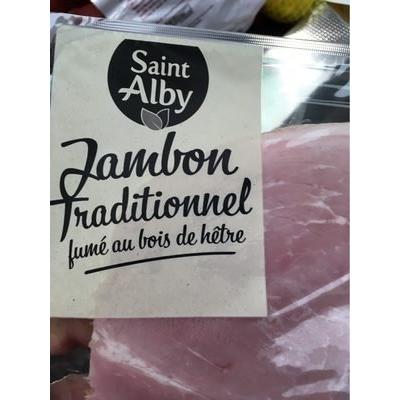 Saint
Alby
Jambon
Traditionnel
fumé au bois de hêtre